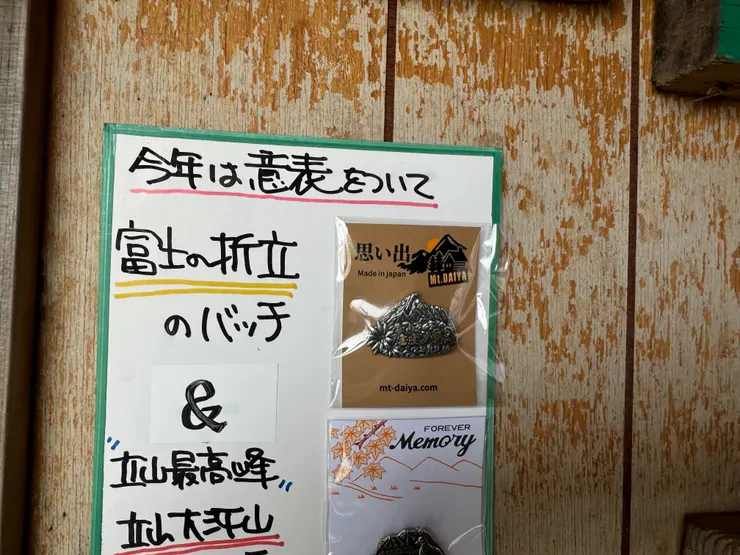 今年は意表をついて
富士の折立
のバッチ
&
"立山最高峰"
立山大汝山
思い出
Made in japan
Mt.DAIYA
mt-daiya.com
FOREVER
Memory